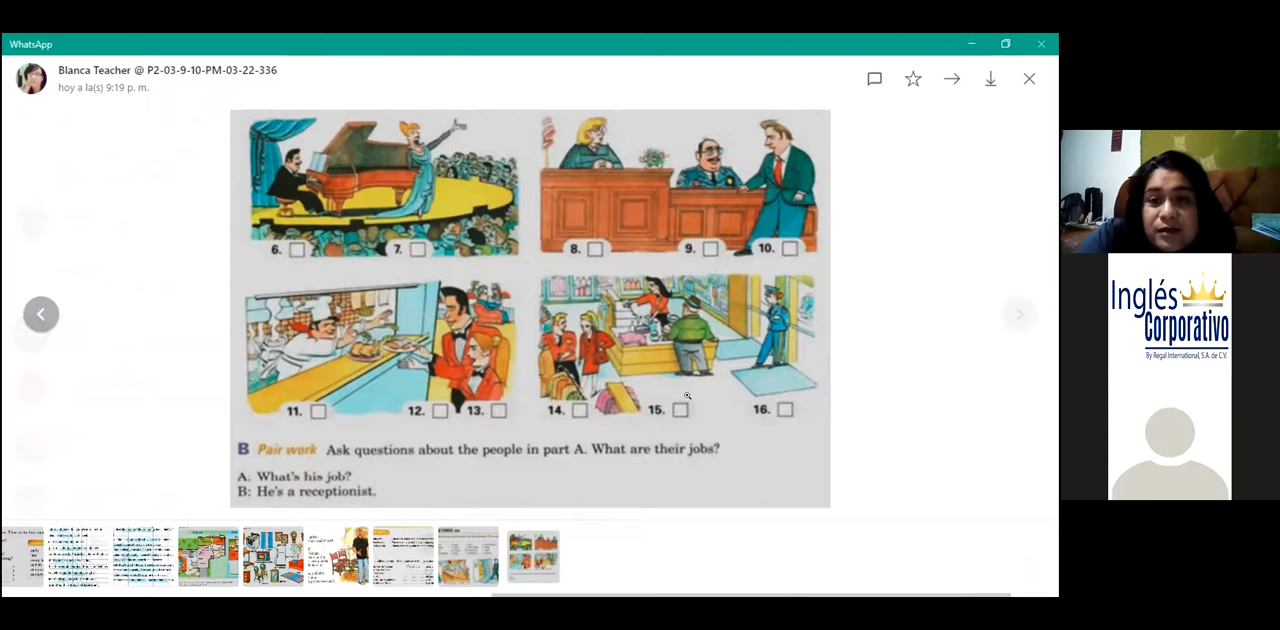 WhatsApp
Blanca Teacher @ P2-03-9-10-PM-03-22-336
hoy a la(s) 9:19 p. m.
6.
7.
8.
9.
10.
11.
12.
13.
14.
15.
16.
B Pair work Ask questions about the people in part A. What are their jobs?
A: What's his job?
B: He's a receptionist.
Inglés
Corporativo
By Regal International, S.A. de C.V.